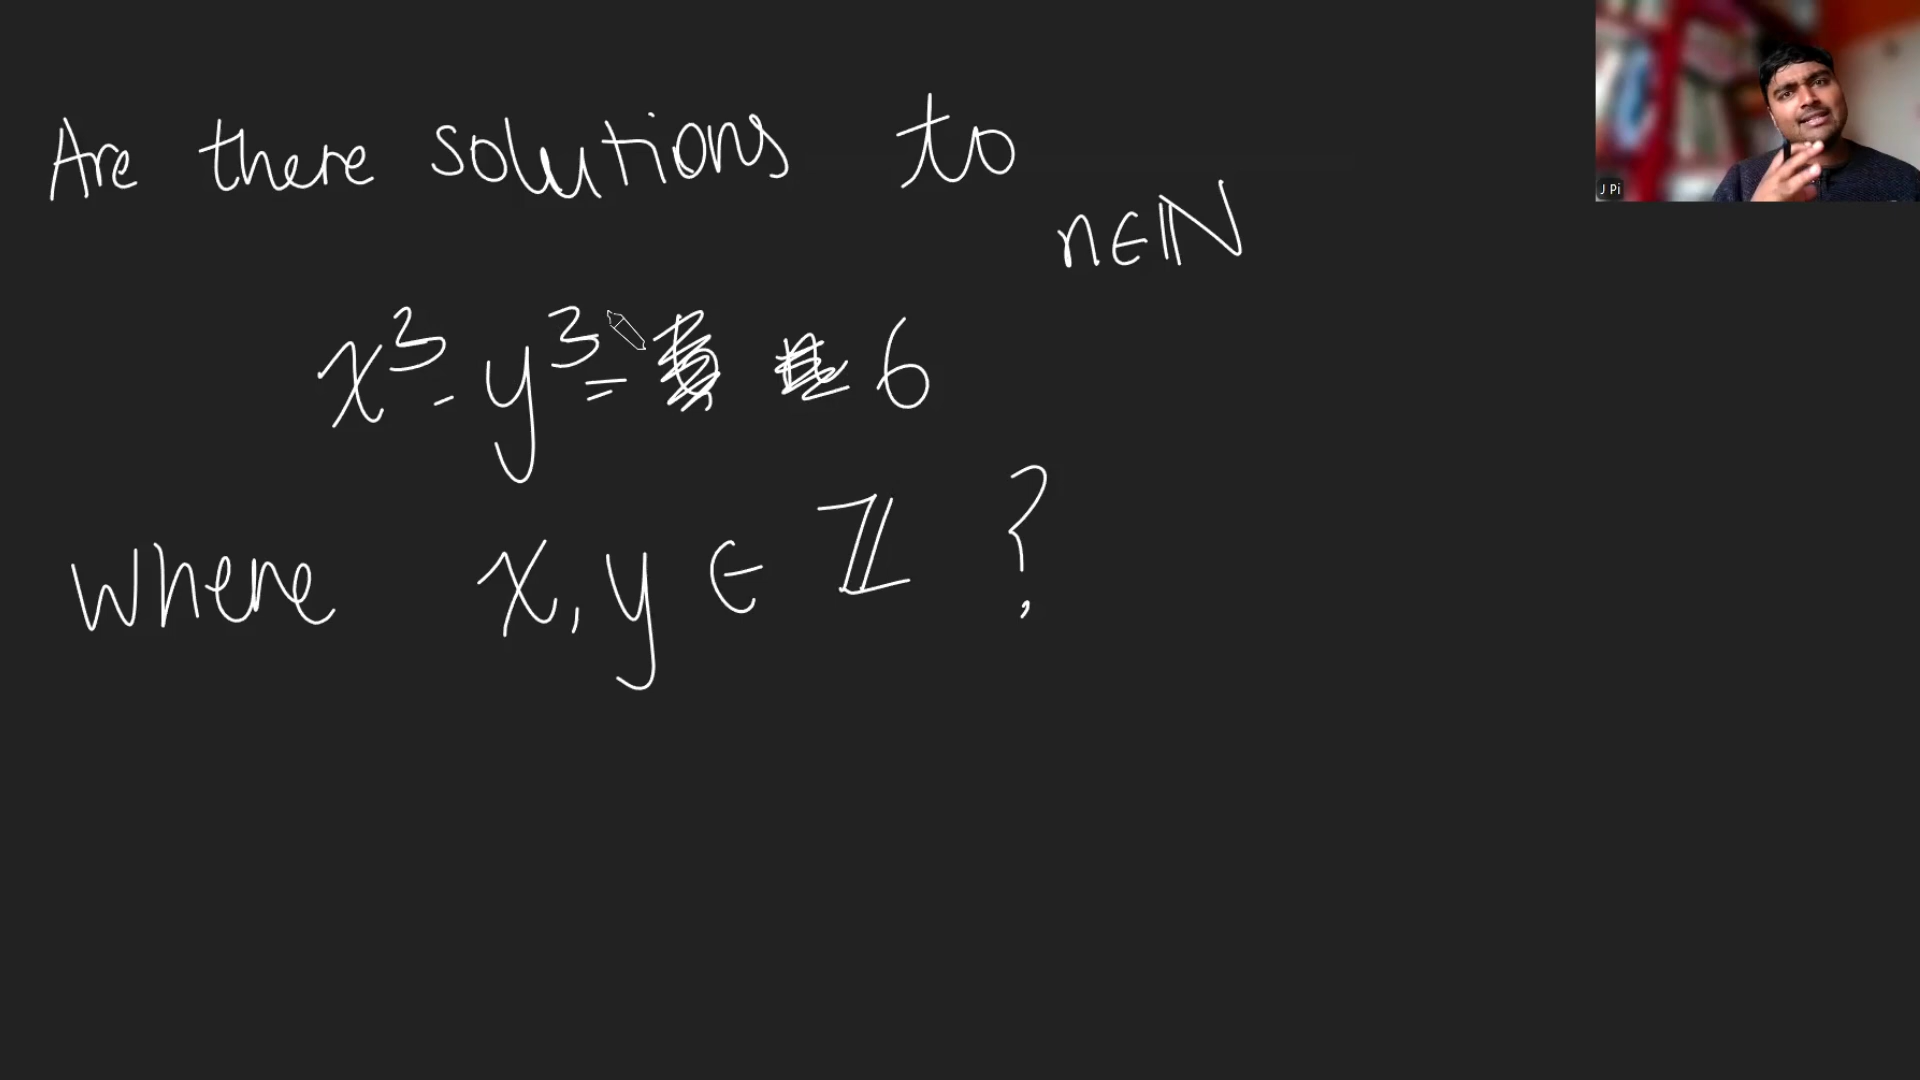 Are there solutions to
n∈ℕ
x³-y³= 6
where x, y ∈ ℤ ?
J Pi